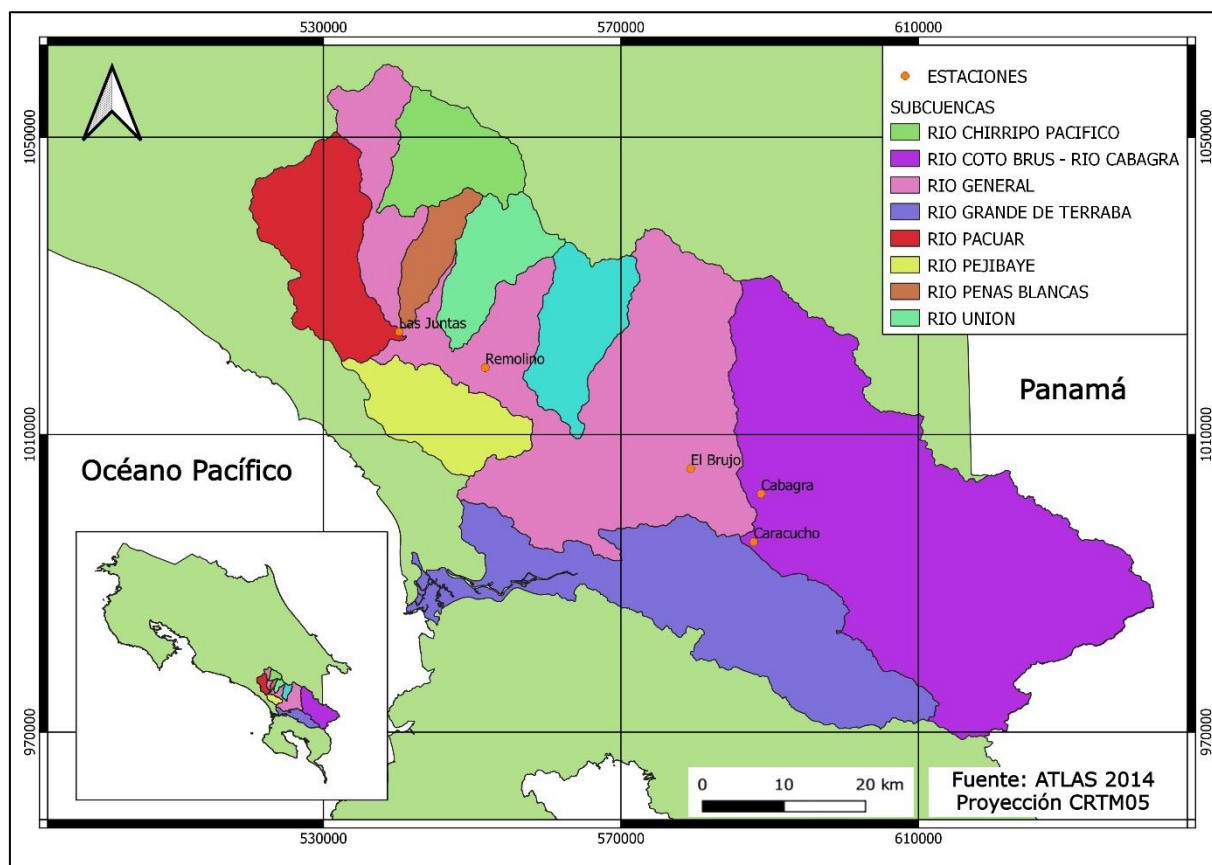 530000
570000
610000
1050000
1010000
970000
ESTACIONES
SUBCUENCAS
RIO CHIRRIPO PACIFICO
RIO COTO BRUS - RIO CABAGRA
RIO GENERAL
RIO GRANDE DE TERRABA
RIO PACUAR
RIO PEJIBAYE
RIO PENAS BLANCAS
RIO UNION
1050000
1010000
970000
Las Juntas
Remolino
Panamá
Océano Pacífico
El Brujo
Cabagra
Caracucho
0
10
20 km
Fuente: ATLAS 2014
Proyección CRTM05
530000
570000
610000